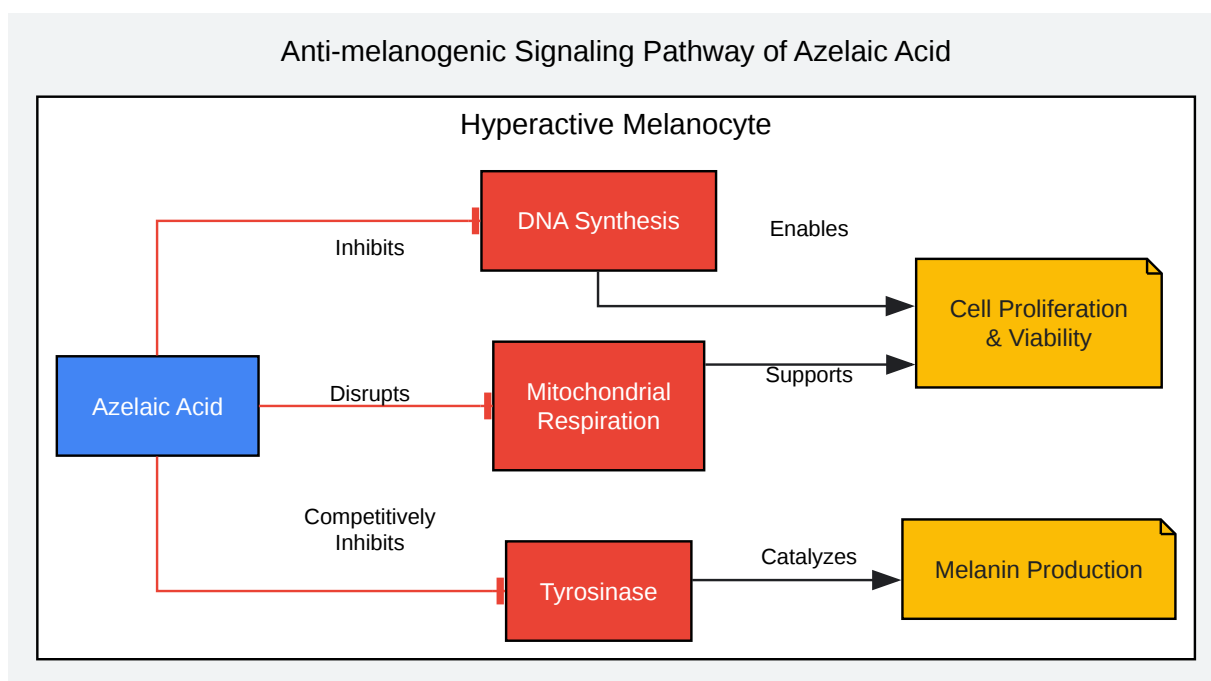 Anti-melanogenic Signaling Pathway of Azelaic Acid
Hyperactive Melanocyte
DNA Synthesis
Enables
Inhibits
Cell Proliferation
& Viability
Azelaic Acid
Disrupts
Mitochondrial
Respiration
Supports
Competitively
Inhibits
Tyrosinase
Catalyzes
Melanin Production